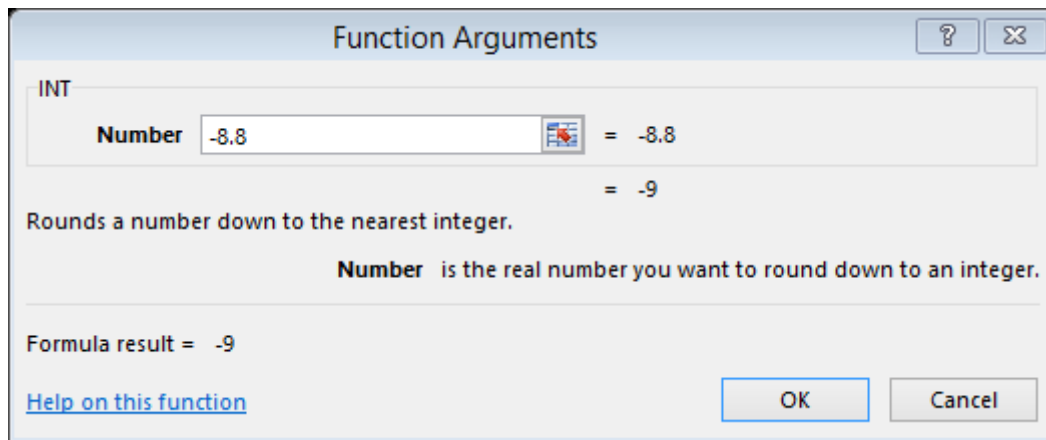 Function Arguments
INT
Number -8.8 = -8.8
= -9
Rounds a number down to the nearest integer.
Number is the real number you want to round down to an integer.
Formula result = -9
Help on this function OK Cancel